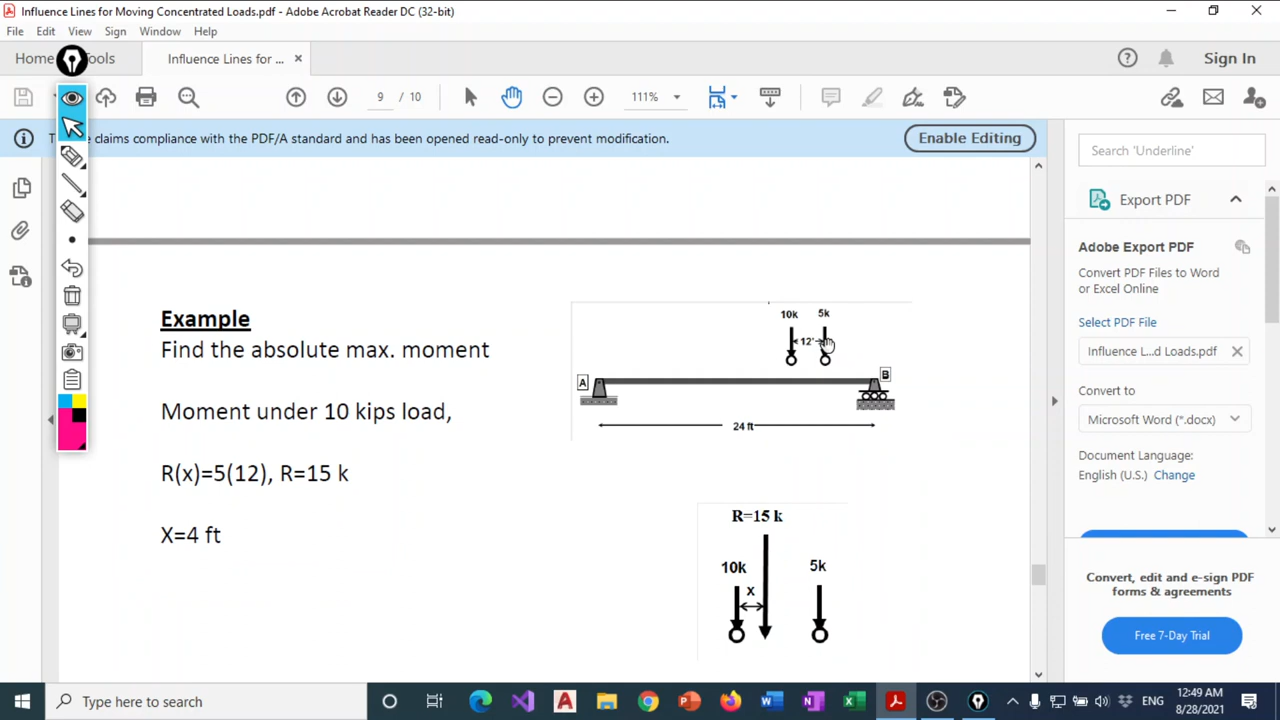 Influence Lines for Moving Concentrated Loads.pdf - Adobe Acrobat Reader DC (32-bit)
File Edit View Sign Window Help
Home Tools Influence Lines for ... × Sign In
9 / 10 111%
claims compliance with the PDF/A standard and has been opened read-only to prevent modification. Enable Editing
Search 'Underline'
Export PDF
Adobe Export PDF
Convert PDF Files to Word
or Excel Online
Select PDF File
Influence L...d Loads.pdf
Convert to
Microsoft Word (*.docx)
Document Language:
English (U.S.) Change
Convert, edit and e-sign PDF
forms & agreements
Free 7-Day Trial
Example
Find the absolute max. moment
Moment under 10 kips load,
R(x)=5(12), R=15 k
X=4 ft
10k 5k
12'
A B
24 ft
R=15 k
10k 5k
x
Type here to search
ENG
12:49 AM
8/28/2021